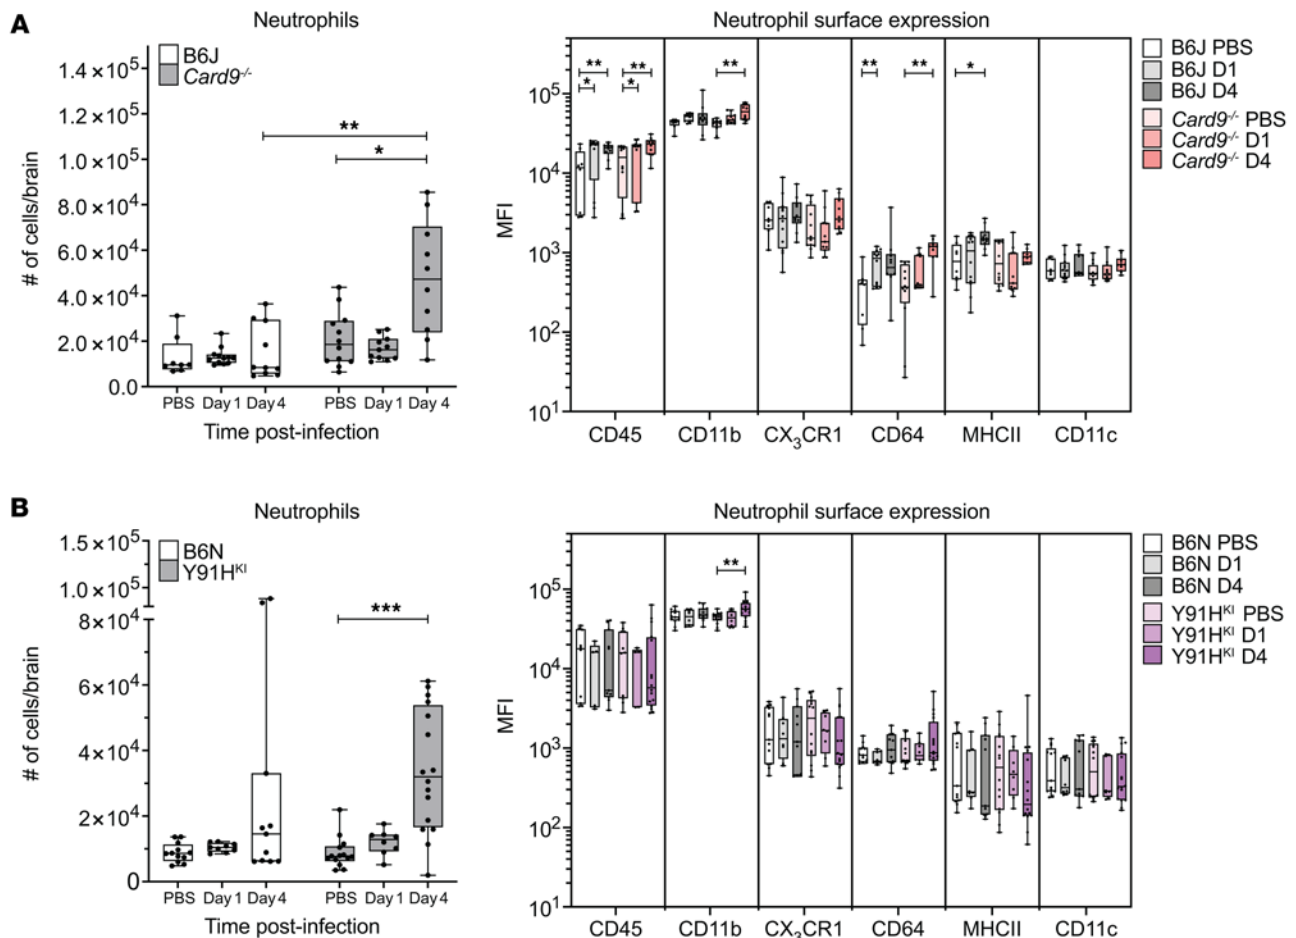 A
Neutrophils
B6J
Card9-/-
1.4 × 10^5
1.2 × 10^5
1.0 × 10^5
8.0 × 10^4
6.0 × 10^4
4.0 × 10^4
2.0 × 10^4
0.0
# of cells/brain
**
*
PBS Day 1 Day 4 PBS Day 1 Day 4
Time post-infection
Neutrophil surface expression
MFI
10^5
10^4
10^3
10^2
10^1
** ** ** ** ** *
* *
CD45 CD11b CX3CR1 CD64 MHCII CD11c
B6J PBS
B6J D1
B6J D4
Card9-/- PBS
Card9-/- D1
Card9-/- D4
B
Neutrophils
B6N
Y91HKI
1.5 × 10^5
1.0 × 10^5
8 × 10^4
6 × 10^4
4 × 10^4
2 × 10^4
0
# of cells/brain
***
PBS Day 1 Day 4 PBS Day 1 Day 4
Time post-infection
Neutrophil surface expression
MFI
10^5
10^4
10^3
10^2
10^1
**
CD45 CD11b CX3CR1 CD64 MHCII CD11c
B6N PBS
B6N D1
B6N D4
Y91HKI PBS
Y91HKI D1
Y91HKI D4